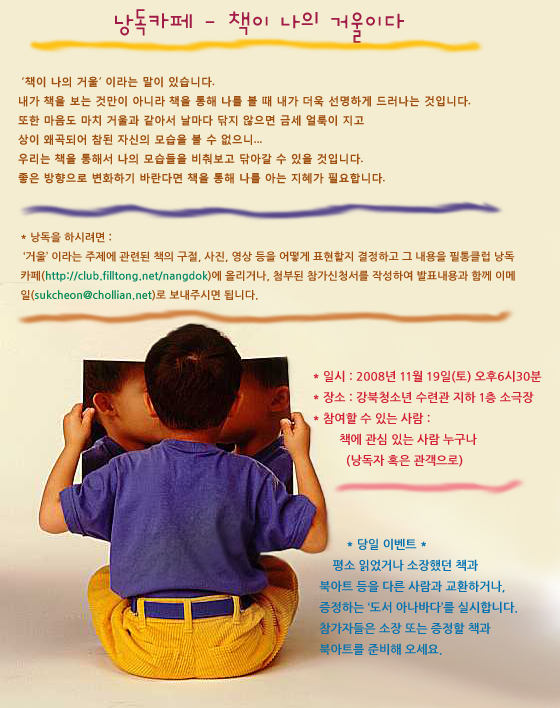 낭독카페 - 책이 나의 거울이다
'책이 나의 거울' 이라는 말이 있습니다.
내가 책을 보는 것만이 아니라 책을 통해 나를 볼 때 내가 더욱 선명하게 드러나는 것입니다.
또한 마음도 마치 거울과 같아서 날마다 닦지 않으면 금세 얼룩이 지고
상이 왜곡되어 참된 자신의 모습을 볼 수 없으니...
우리는 책을 통해서 나의 모습들을 비춰보고 닦아갈 수 있을 것입니다.
좋은 방향으로 변화하기 바란다면 책을 통해 나를 아는 지혜가 필요합니다.
* 낭독을 하시려면 :
'거울' 이라는 주제에 관련된 책의 구절, 사진, 영상 등을 어떻게 표현할지 결정하고 그 내용을 필통클럽 낭독
카페(http://club.filltong.net/nangdok)에 올리거나, 첨부된 참가신청서를 작성하여 발표내용과 함께 이메
일(sukcheon@chollian.net)로 보내주시면 됩니다.
* 일시 : 2008년 11월 19일(토) 오후6시30분
* 장소 : 강북청소년 수련관 지하 1층 소극장
* 참여할 수 있는 사람 :
책에 관심 있는 사람 누구나
(낭독자 혹은 관객으로)
* 당일 이벤트 *
평소 읽었거나 소장했던 책과
북아트 등을 다른 사람과 교환하거나,
증정하는 '도서 아나바다'를 실시합니다.
참가자들은 소장 또는 증정할 책과
북아트를 준비해 오세요.